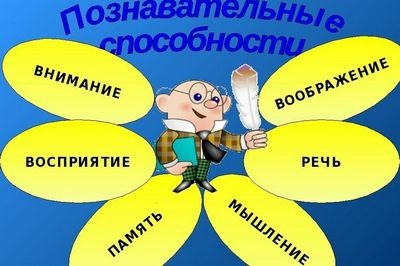 Познавательные
способности
ВНИМАНИЕ
ВООБРАЖЕНИЕ
ВОСПРИЯТИЕ
РЕЧЬ
ПАМЯТЬ
МЫШЛЕНИЕ